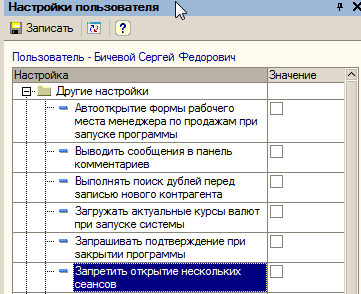 Настройки пользователя
Записать
Пользователь - Бичевой Сергей Федорович
Настройка Значение
Другие настройки
Автооткрытие формы рабочего
места менеджера по продажам при
запуске программы
Выводить сообщения в панель
комментариев
Выполнять поиск дублей перед
записью нового контрагента
Загружать актуальные курсы валют
при запуске системы
Запрашивать подтверждение при
закрытии программы
Запретить открытие нескольких
сеансов